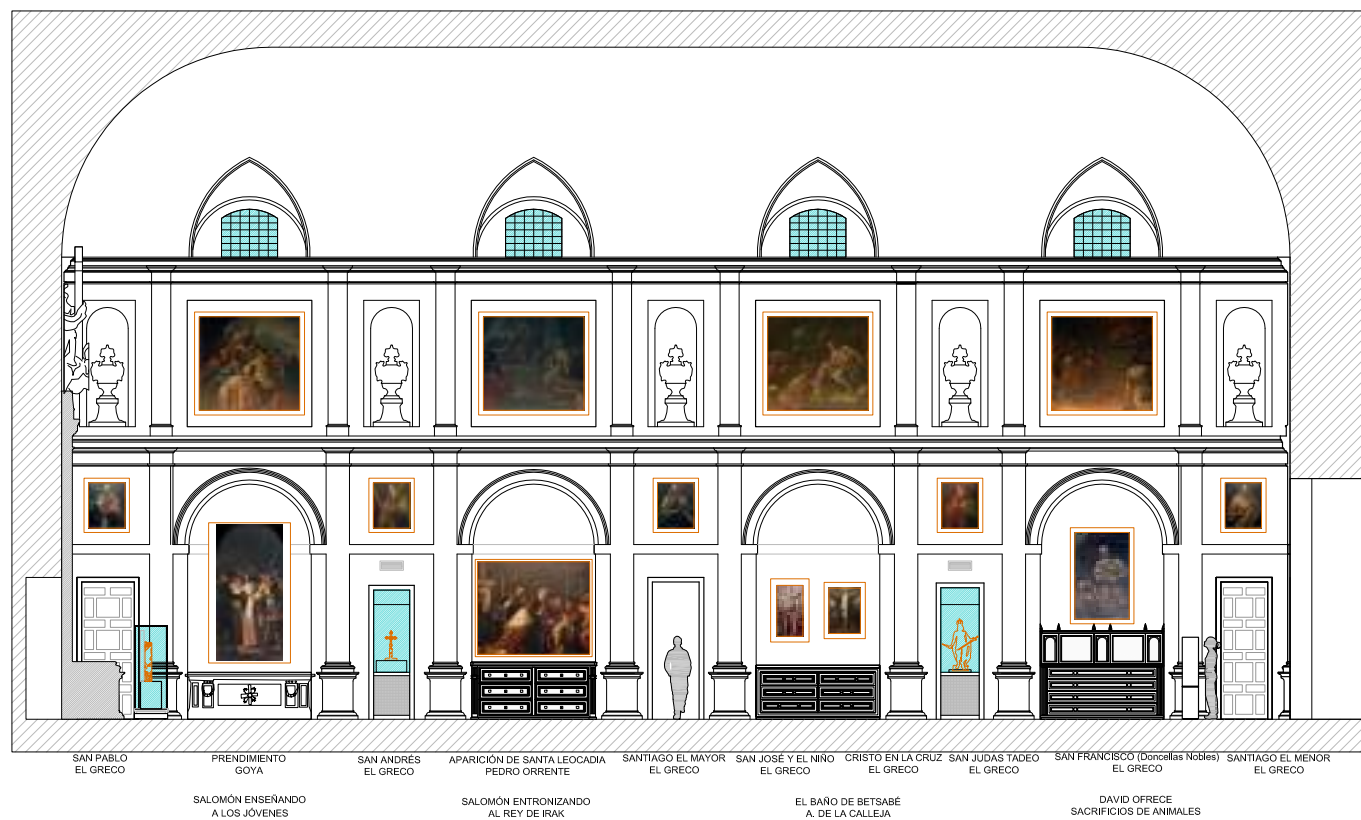 SAN PABLO
EL GRECO
PRENDIMIENTO
GOYA
SAN ANDRÉS
EL GRECO
APARICIÓN DE SANTA LEOCADIA
PEDRO ORRENTE
SANTIAGO EL MAYOR
EL GRECO
SAN JOSÉ Y EL NIÑO
EL GRECO
CRISTO EN LA CRUZ
EL GRECO
SAN JUDAS TADEO
EL GRECO
SAN FRANCISCO (Doncellas Nobles)
EL GRECO
SANTIAGO EL MENOR
EL GRECO
SALOMÓN ENSEÑANDO
A LOS JÓVENES
SALOMÓN ENTRONIZANDO
AL REY DE IRAK
EL BAÑO DE BETSABÉ
A. DE LA CALLEJA
DAVID OFRECE
SACRIFICIOS DE ANIMALES